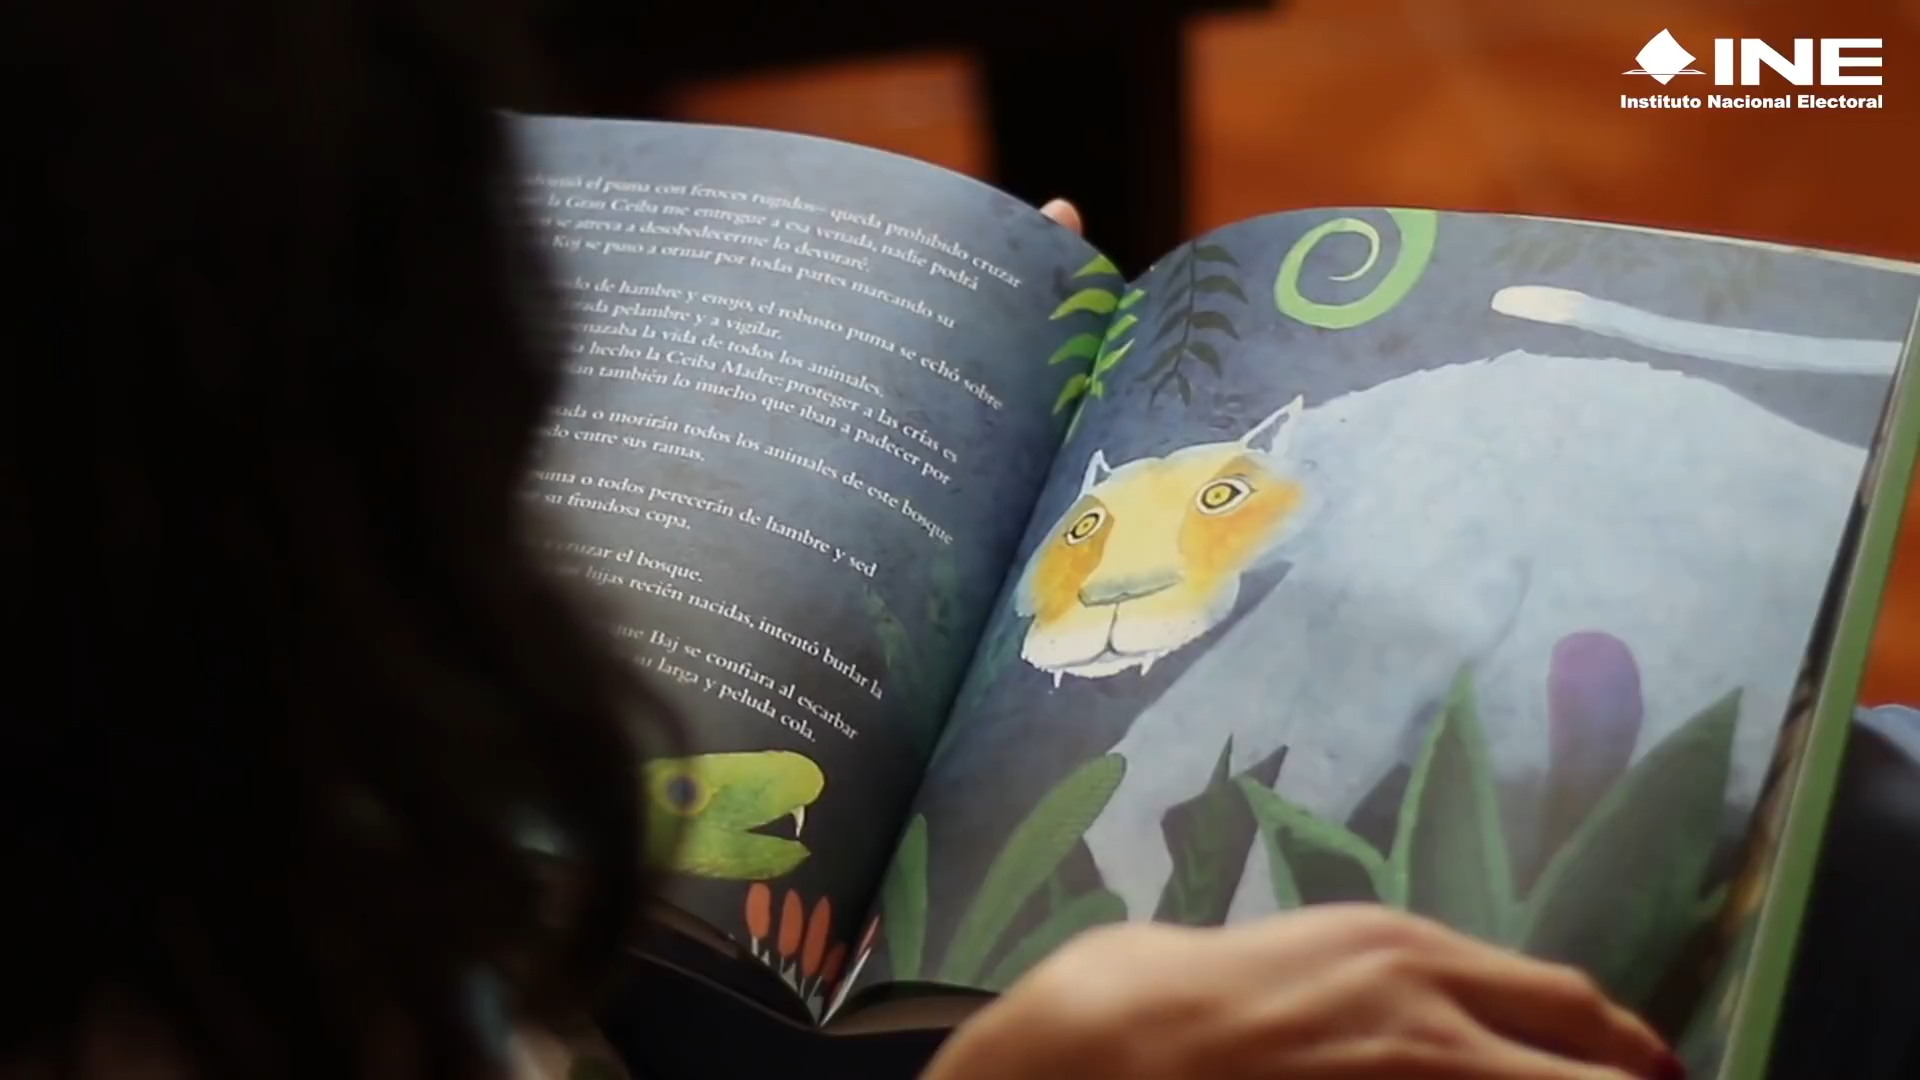 INE
Instituto Nacional Electoral
el puma con feroces rugidos– queda prohibido cruzar
la Gran Ceiba me entregue a esa venada, nadie podrá
se atreva a desobedecerme lo devoraré.
Koj se puso a ormar por todas partes marcando su
de hambre y enojo, el robusto puma se echó sobre
pelambre y a vigilar.
la vida de todos los animales.
hecho la Ceiba Madre: proteger a las crías es
también lo mucho que iban a padecer por
o morirán todos los animales de este bosque
entre sus ramas.
o todos perecerán de hambre y sed
su frondosa copa.
cruzar el bosque.
hijas recién nacidas, intentó burlar la
que Baj se confiara al escarbar
su larga y peluda cola.